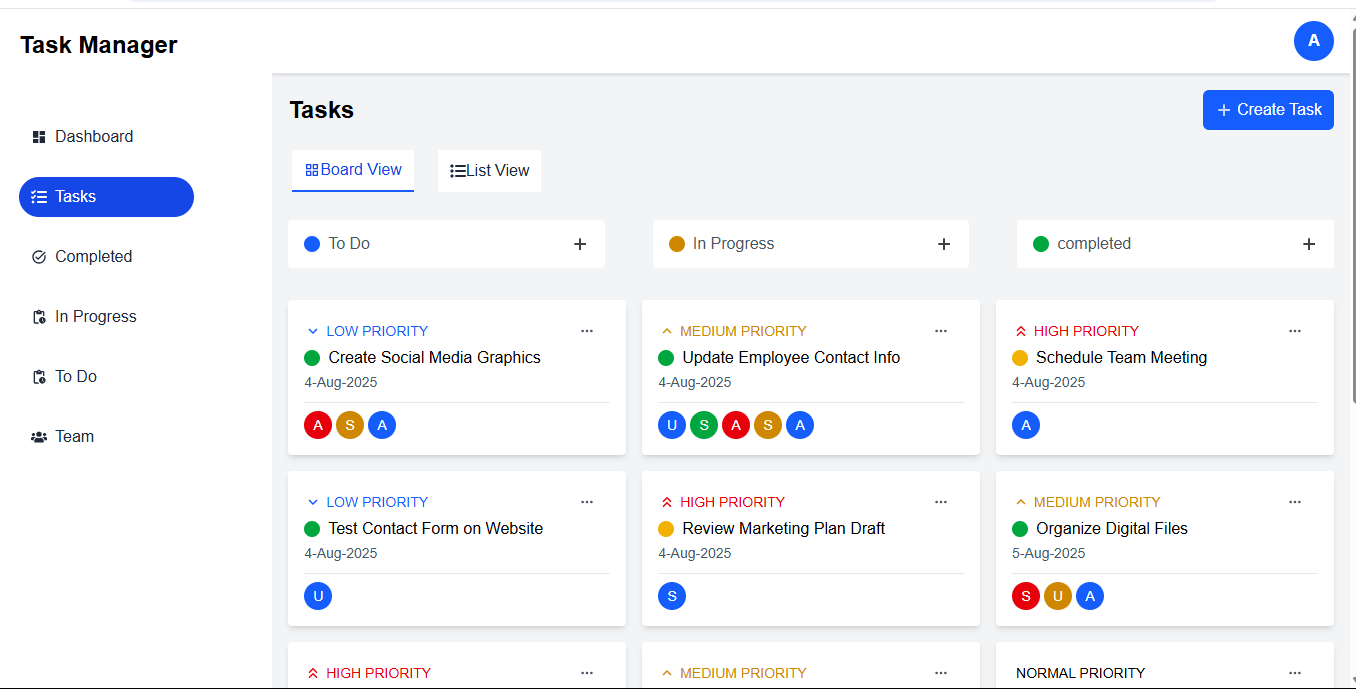 Task Manager
A
Dashboard
Tasks
Completed
In Progress
To Do
Team
Tasks
+ Create Task
Board View
List View
To Do +
In Progress +
completed +
LOW PRIORITY ...
Create Social Media Graphics
4-Aug-2025
A S A
MEDIUM PRIORITY ...
Update Employee Contact Info
4-Aug-2025
U S A S A
HIGH PRIORITY ...
Schedule Team Meeting
4-Aug-2025
A
LOW PRIORITY ...
Test Contact Form on Website
4-Aug-2025
U
HIGH PRIORITY ...
Review Marketing Plan Draft
4-Aug-2025
S
MEDIUM PRIORITY ...
Organize Digital Files
5-Aug-2025
S U A
HIGH PRIORITY ...
MEDIUM PRIORITY ...
NORMAL PRIORITY ...